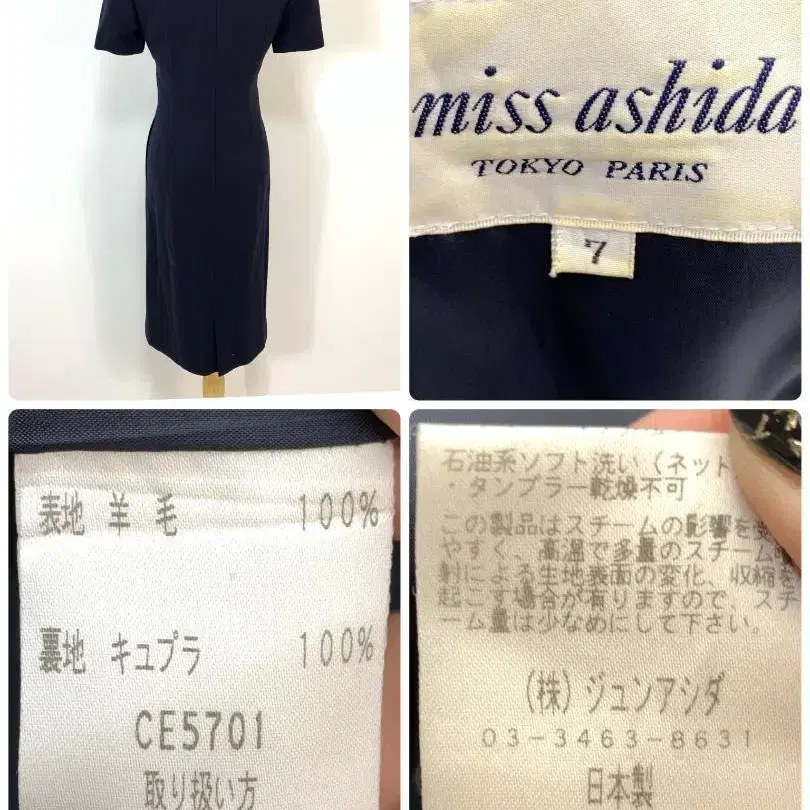 miss ashida
TOKYO PARIS
7
表地 羊毛 100%
裏地 キュプラ 100%
CE5701
取り扱い方
石油系ソフト洗い(ネット
・タンブラー乾燥不可
この製品はスチームの影響を受
やすく、高温で多量のスチーム噴
射による生地表面の変化、収縮を
起こす場合が有りますので、スチ
ーム量は少なめにして下さい
(株)ジュンアシダ
03-3463-8631
日本製